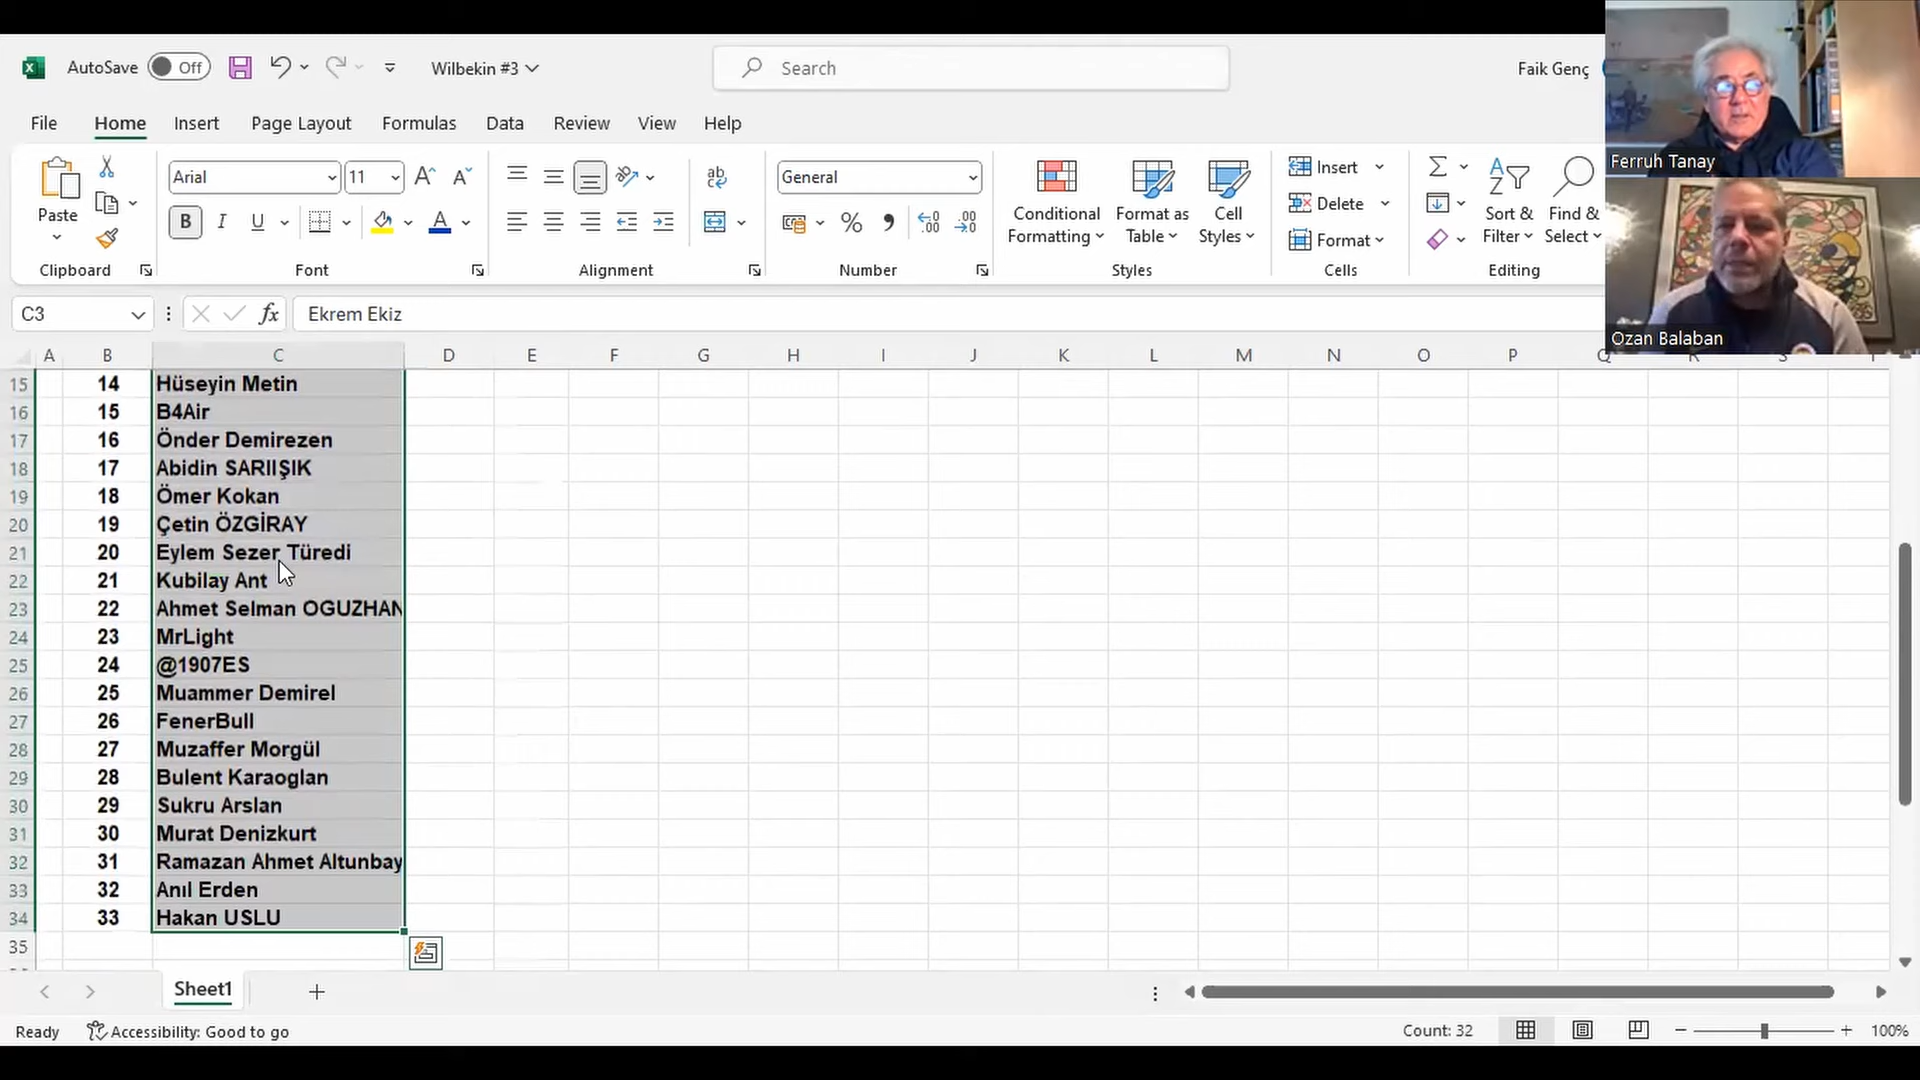 AutoSave Off Wilbekin #3 Search Faik Genç
File Home Insert Page Layout Formulas Data Review View Help
Paste
Clipboard
Arial 11
B I U A
Font
ab
Alignment
General
% , .00
Number
Conditional Formatting
Format as Table
Cell Styles
Styles
Insert
Delete
Format
Cells
Sort & Filter
Find & Select
Editing
Ferruh Tanay
Ozan Balaban
C3 fx Ekrem Ekiz
A B C D E F G H I J K L M N O P Q R S
15 14 Hüseyin Metin
16 15 B4Air
17 16 Önder Demirezen
18 17 Abidin SARIIŞIK
19 18 Ömer Kokan
20 19 Çetin ÖZGİRAY
21 20 Eylem Sezer Türedi
22 21 Kubilay Ant
23 22 Ahmet Selman OGUZHAN
24 23 MrLight
25 24 @1907ES
26 25 Muammer Demirel
27 26 FenerBull
28 27 Muzaffer Morgül
29 28 Bulent Karaoglan
30 29 Sukru Arslan
31 30 Murat Denizkurt
32 31 Ramazan Ahmet Altunbay
33 32 Anıl Erden
34 33 Hakan USLU
35
Sheet1
Ready Accessibility: Good to go Count: 32 100%